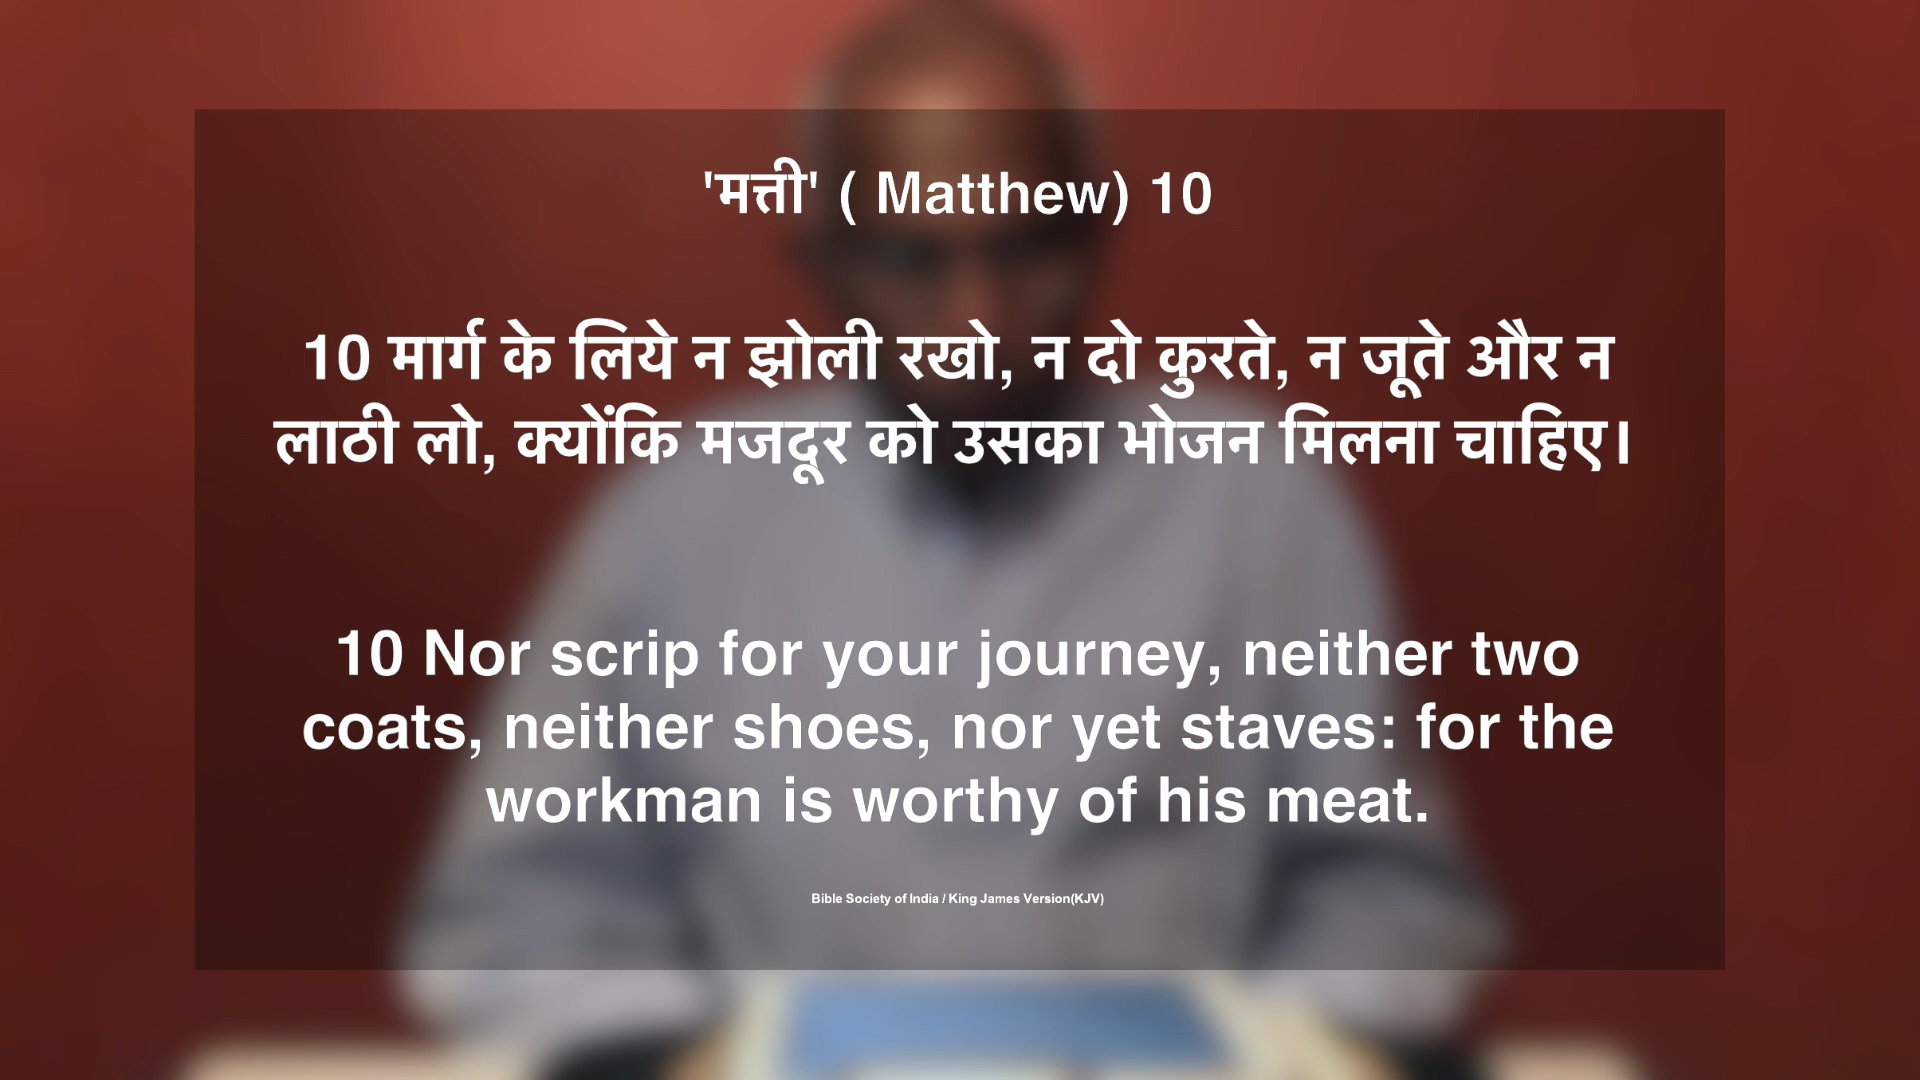 'मत्ती' ( Matthew) 10
10 मार्ग के लिये न झोली रखो, न दो कुरते, न जूते और न
लाठी लो, क्योंकि मजदूर को उसका भोजन मिलना चाहिए।
10 Nor scrip for your journey, neither two
coats, neither shoes, nor yet staves: for the
workman is worthy of his meat.
Bible Society of India / King James Version(KJV)